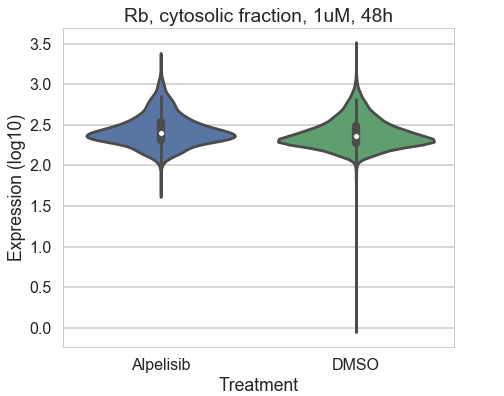 Rb, cytosolic fraction, 1uM, 48h
Expression (log10)
3.5
3.0
2.5
2.0
1.5
1.0
0.5
0.0
Alpelisib DMSO
Treatment